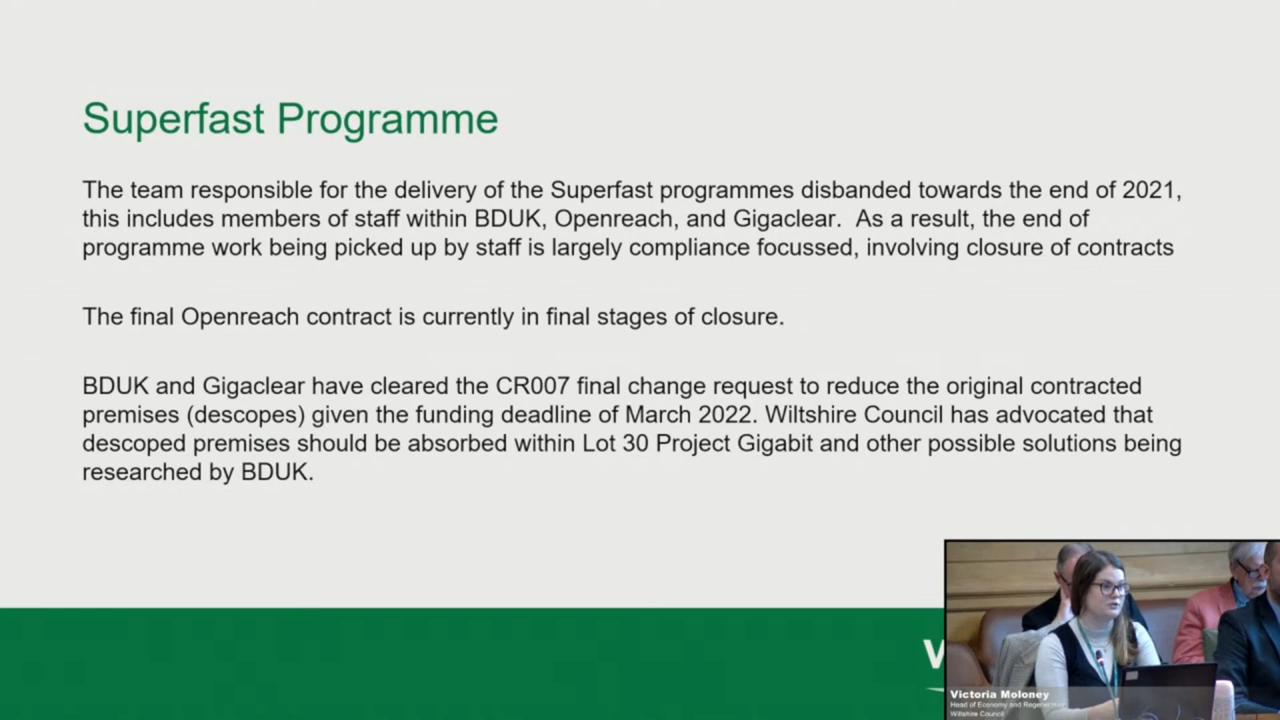 Superfast Programme
The team responsible for the delivery of the Superfast programmes disbanded towards the end of 2021,
this includes members of staff within BDUK, Openreach, and Gigaclear.  As a result, the end of
programme work being picked up by staff is largely compliance focussed, involving closure of contracts
The final Openreach contract is currently in final stages of closure.
BDUK and Gigaclear have cleared the CR007 final change request to reduce the original contracted
premises (descopes) given the funding deadline of March 2022. Wiltshire Council has advocated that
descoped premises should be absorbed within Lot 30 Project Gigabit and other possible solutions being
researched by BDUK.
Victoria Moloney
Head of Economy and
Wiltshire Council